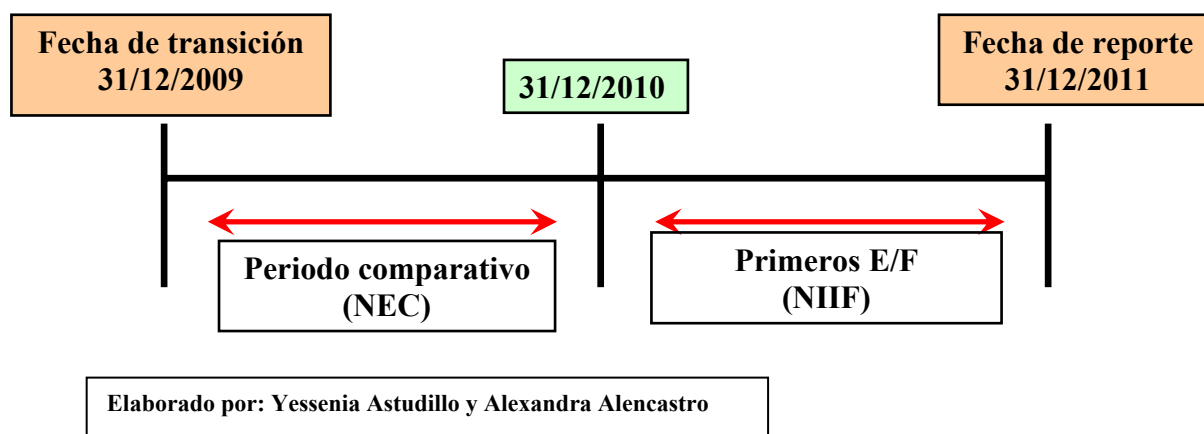 Fecha de transición
31/12/2009
31/12/2010
Fecha de reporte
31/12/2011
Periodo comparativo
(NEC)
Primeros E/F
(NIIF)
Elaborado por: Yessenia Astudillo y Alexandra Alencastro